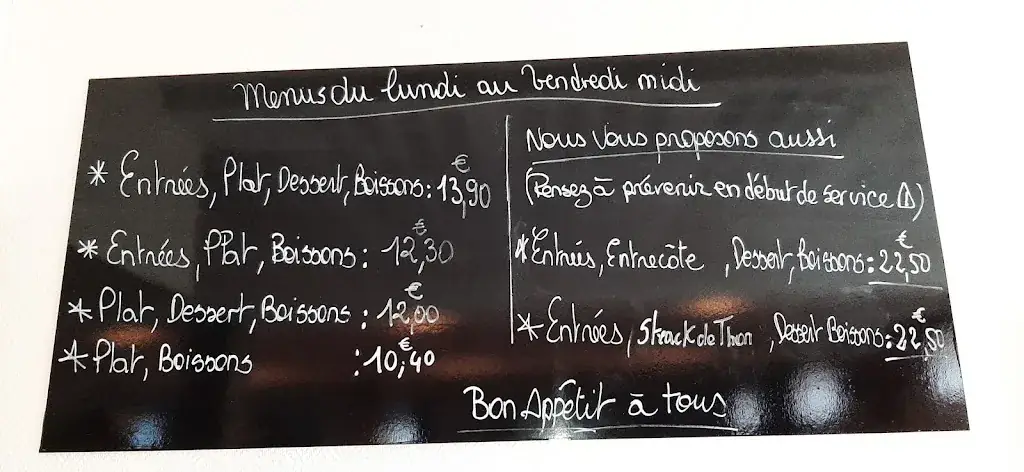 Menus du lundi au Vendredi midi
* Entrées, Plat, Dessert, Boissons : 13,90 €
* Entrées, Plat, Boissons : 12,30 €
* Plat, Dessert, Boissons : 12,00 €
* Plat, Boissons : 10,40 €
Nous Vous proposons aussi
(Pensez à prévenir en début de service ⚠)
* Entrées, Entrecôte , Dessert, Boissons : 22,50 €
* Entrées, Steack de Thon , Dessert Boissons : 22,50 €
Bon Appétit à tous